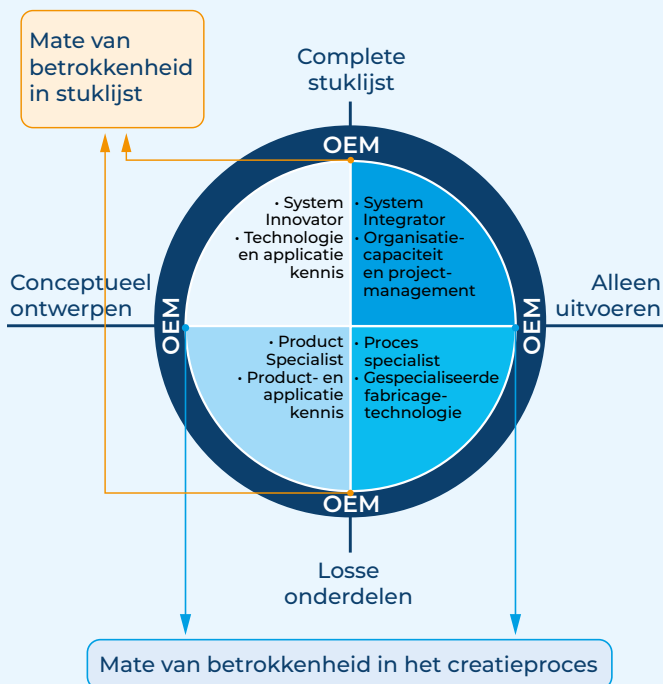 Mate van
betrokkenheid
in stuklijst
Complete
stuklijst
OEM
• System
Innovator
• Technologie
en applicatie
kennis
• System
Integrator
• Organisatie-
capaciteit
en project-
management
Conceptueel
ontwerpen
OEM
Alleen
uitvoeren
OEM
• Product
Specialist
• Product- en
applicatie
kennis
• Proces
specialist
• Gespecialiseerde
fabricage-
technologie
OEM
Losse
onderdelen
Mate van betrokkenheid in het creatieproces